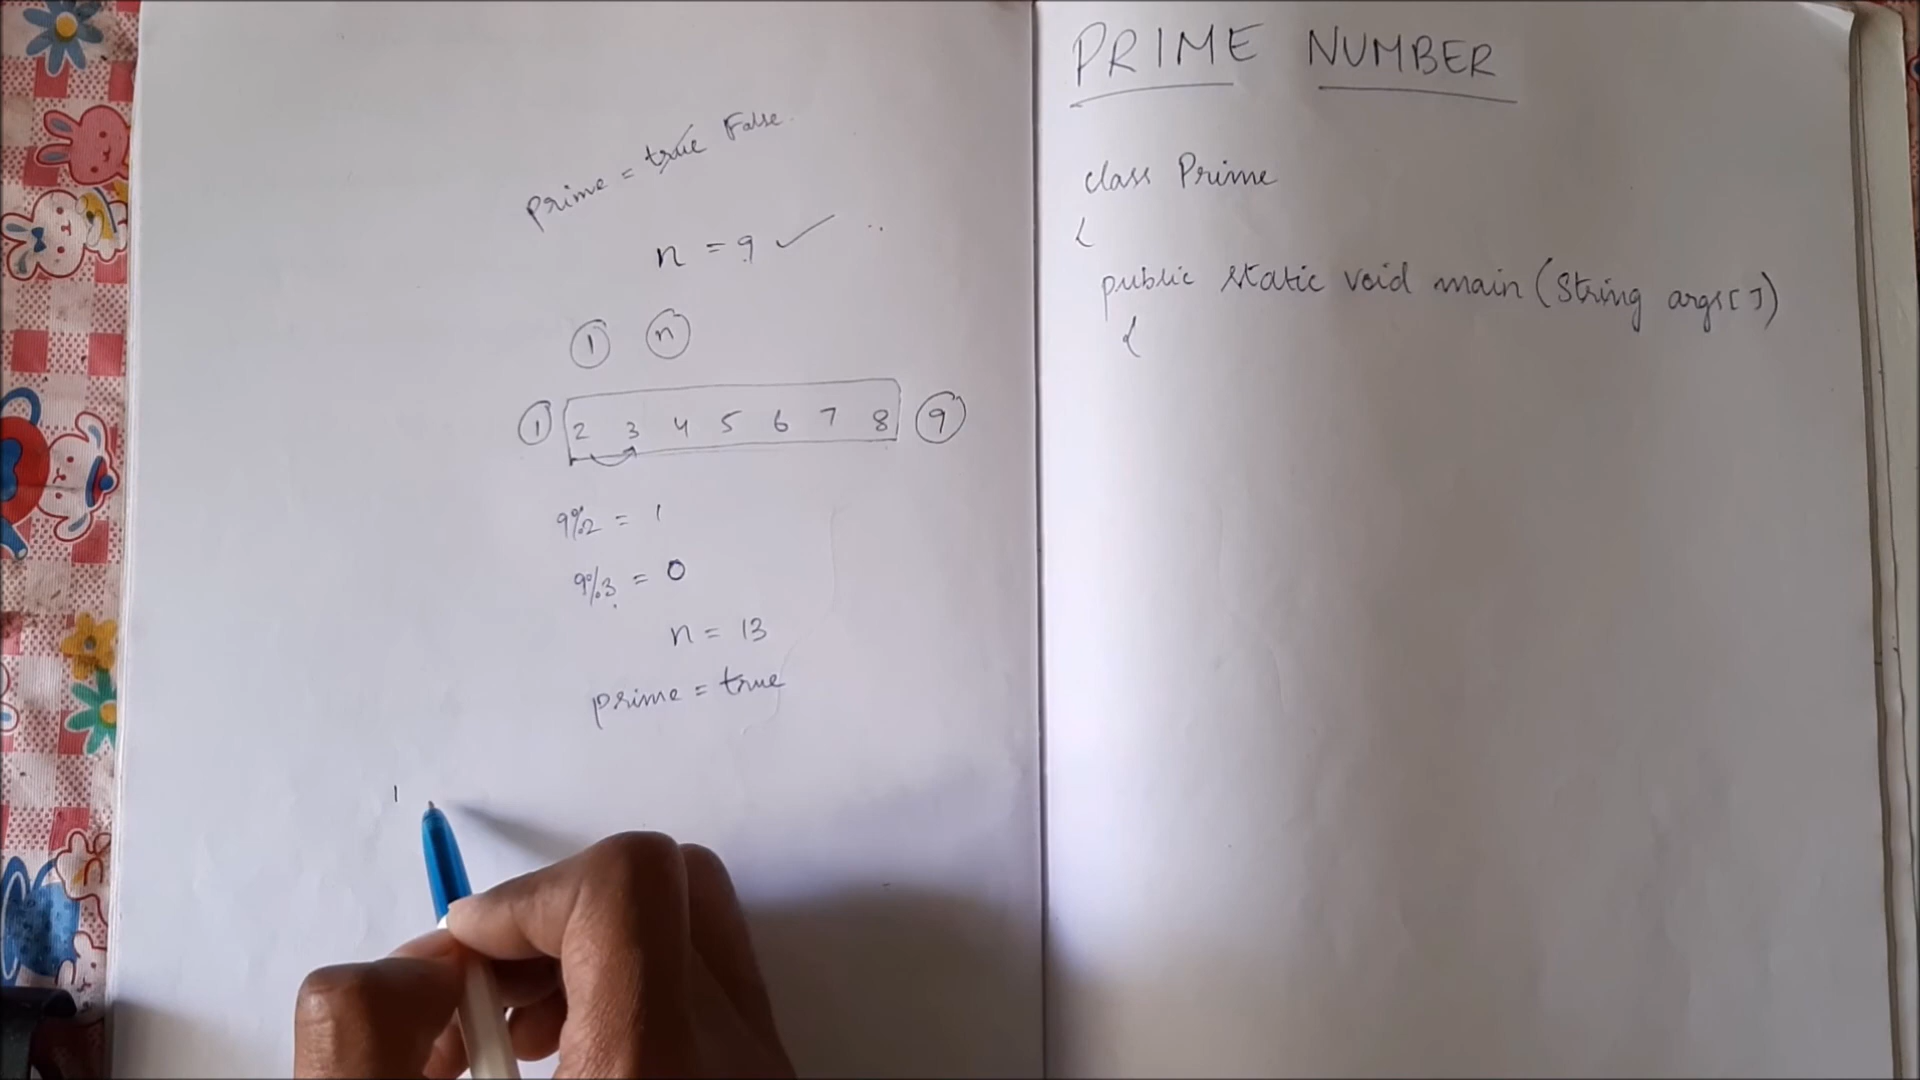 prime = true False
n = 9
1 n
1 2 3 4 5 6 7 8 9
9%2 = 1
9%3 = 0
n = 13
prime = true
1
PRIME NUMBER
class Prime
{
public static void main (String args[])
{